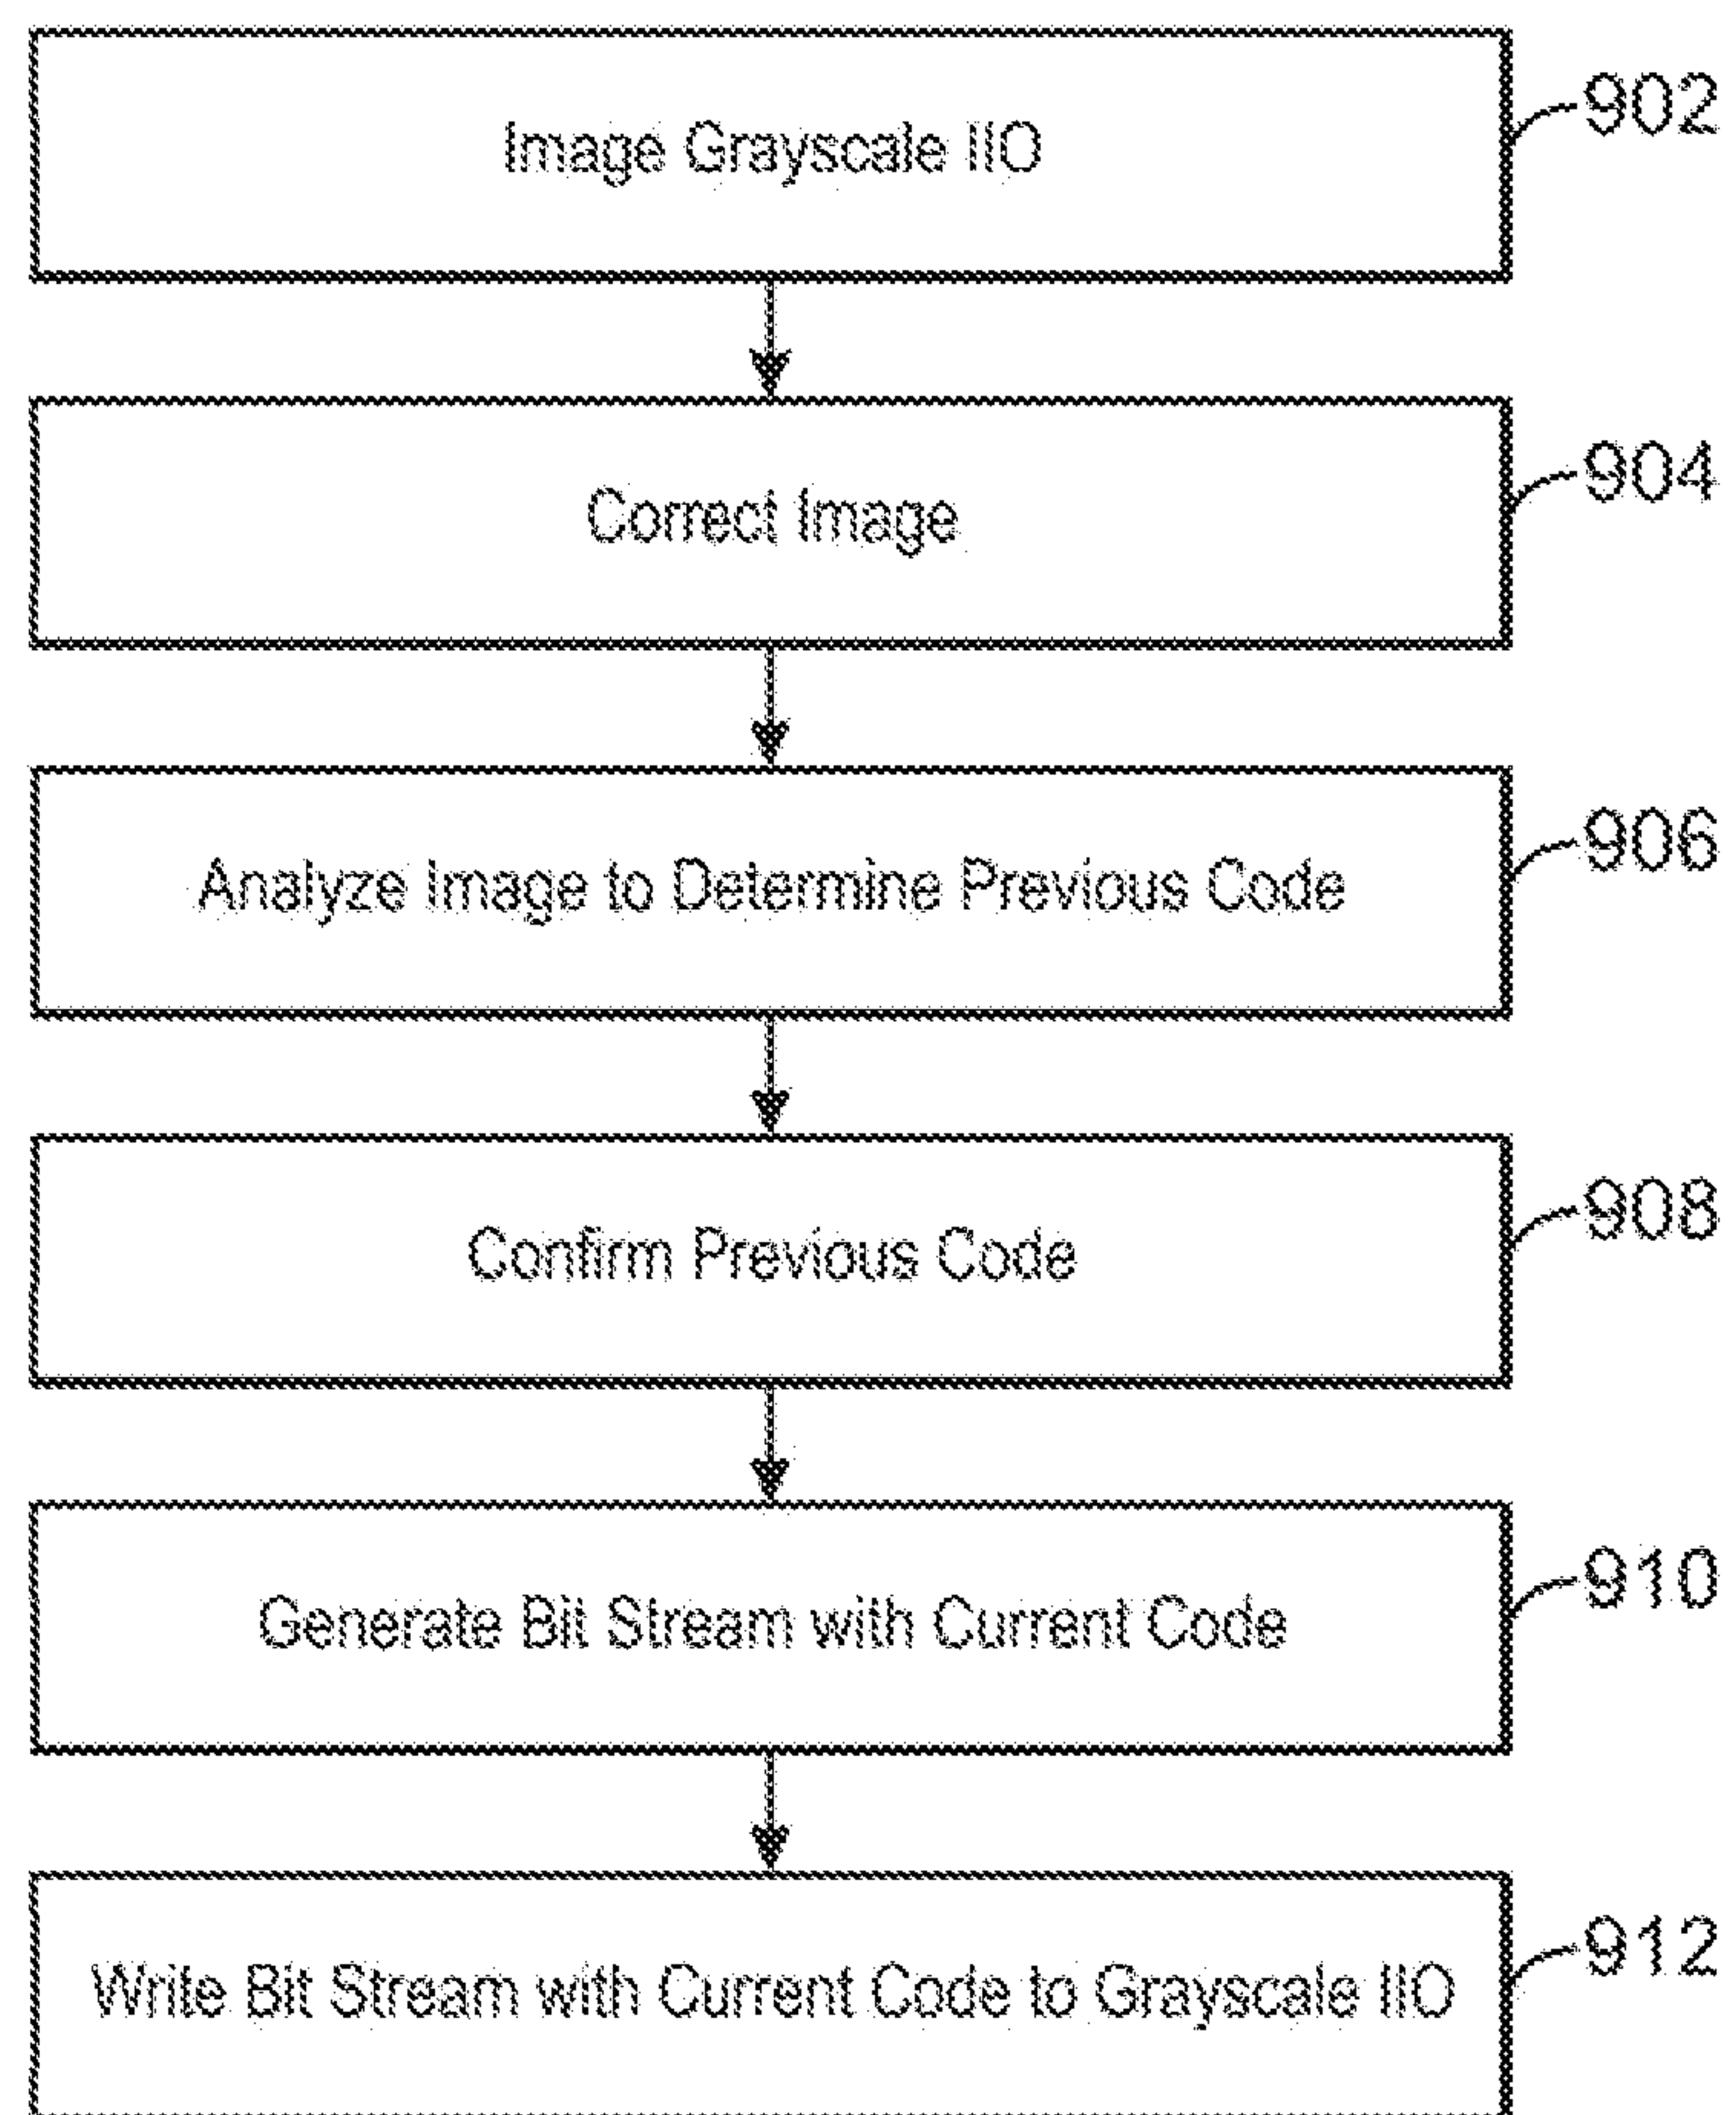 Image Grayscale IIO
902
Correct Image
904
Analyze Image to Determine Previous Code
906
Confirm Previous Code
908
Generate Bit Stream with Current Code
910
Write Bit Stream with Current Code to Grayscale IIO
912